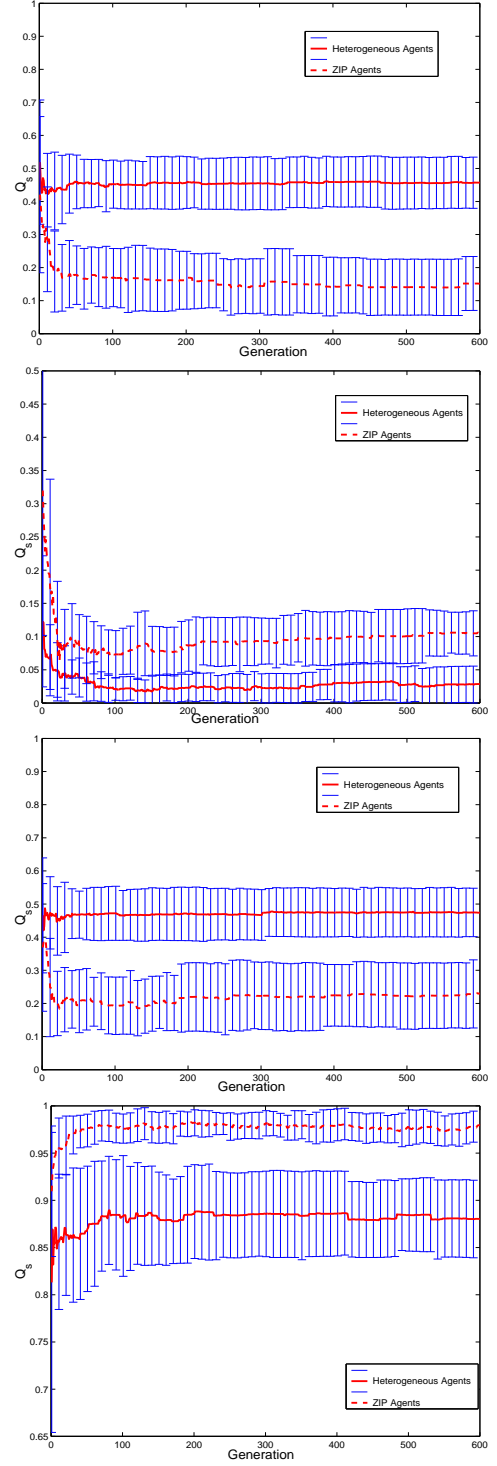 1
0.9
0.8
0.7
0.6
0.5
0.4
0.3
0.2
0.1
0
Q_s
Heterogeneous Agents
ZIP Agents
0 100 200 300 400 500 600
Generation
0.5
0.45
0.4
0.35
0.3
0.25
0.2
0.15
0.1
0.05
0
Q_s
Heterogeneous Agents
ZIP Agents
0 100 200 300 400 500 600
Generation
1
0.9
0.8
0.7
0.6
0.5
0.4
0.3
0.2
0.1
0
Q_s
Heterogeneous Agents
ZIP Agents
0 100 200 300 400 500 600
Generation
1
0.95
0.9
0.85
0.8
0.75
0.7
0.65
Q_s
Heterogeneous Agents
ZIP Agents
0 100 200 300 400 500 600
Generation